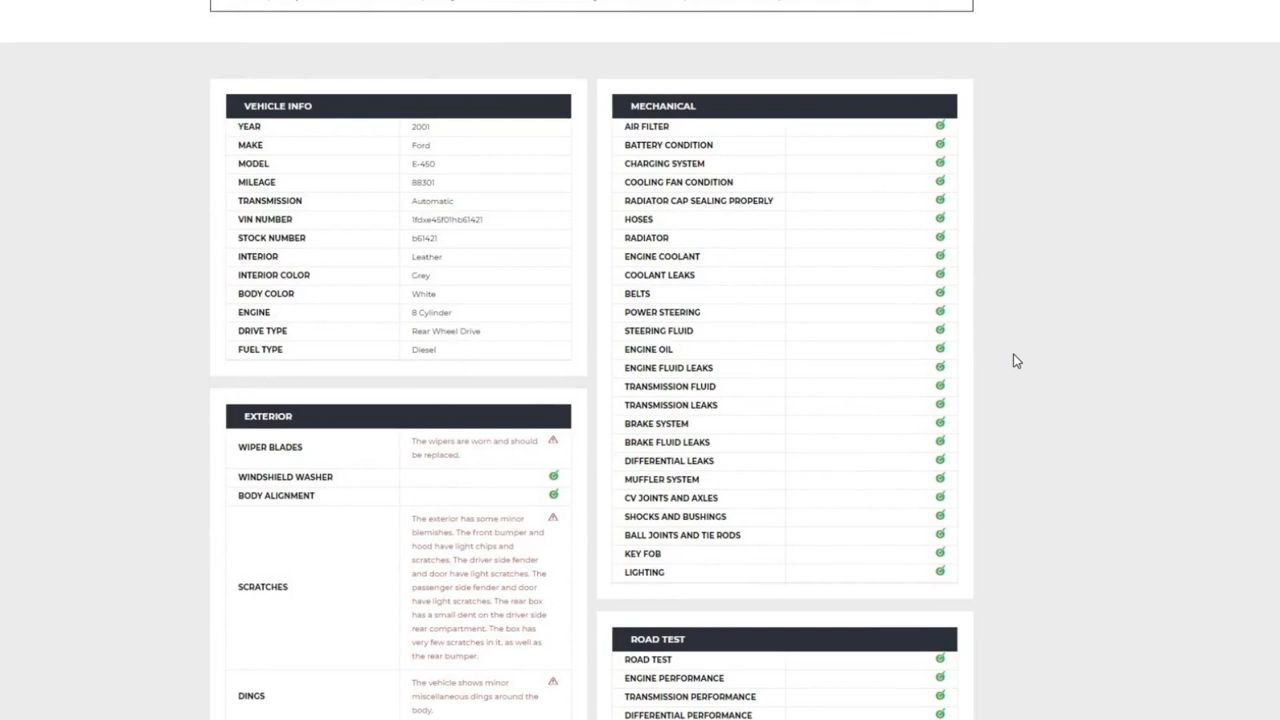 VEHICLE INFO
YEAR 2001
MAKE Ford
MODEL E-450
MILEAGE 88301
TRANSMISSION Automatic
VIN NUMBER 1fdxe45f01hb61421
STOCK NUMBER b61421
INTERIOR Leather
INTERIOR COLOR Grey
BODY COLOR White
ENGINE 8 Cylinder
DRIVE TYPE Rear Wheel Drive
FUEL TYPE Diesel
EXTERIOR
WIPER BLADES
The wipers are worn and should
be replaced.
WINDSHIELD WASHER
BODY ALIGNMENT
SCRATCHES
The exterior has some minor
blemishes. The front bumper and
hood have light chips and
scratches. The driver side fender
and door have light scratches. The
passenger side fender and door
have light scratches. The rear box
has a small dent on the driver side
rear compartment. The box has
very few scratches in it, as well as
the rear bumper.
DINGS
The vehicle shows minor
miscellaneous dings around the
body.
MECHANICAL
AIR FILTER
BATTERY CONDITION
CHARGING SYSTEM
COOLING FAN CONDITION
RADIATOR CAP SEALING PROPERLY
HOSES
RADIATOR
ENGINE COOLANT
COOLANT LEAKS
BELTS
POWER STEERING
STEERING FLUID
ENGINE OIL
ENGINE FLUID LEAKS
TRANSMISSION FLUID
TRANSMISSION LEAKS
BRAKE SYSTEM
BRAKE FLUID LEAKS
DIFFERENTIAL LEAKS
MUFFLER SYSTEM
CV JOINTS AND AXLES
SHOCKS AND BUSHINGS
BALL JOINTS AND TIE RODS
KEY FOB
LIGHTING
ROAD TEST
ROAD TEST
ENGINE PERFORMANCE
TRANSMISSION PERFORMANCE
DIFFERENTIAL PERFORMANCE